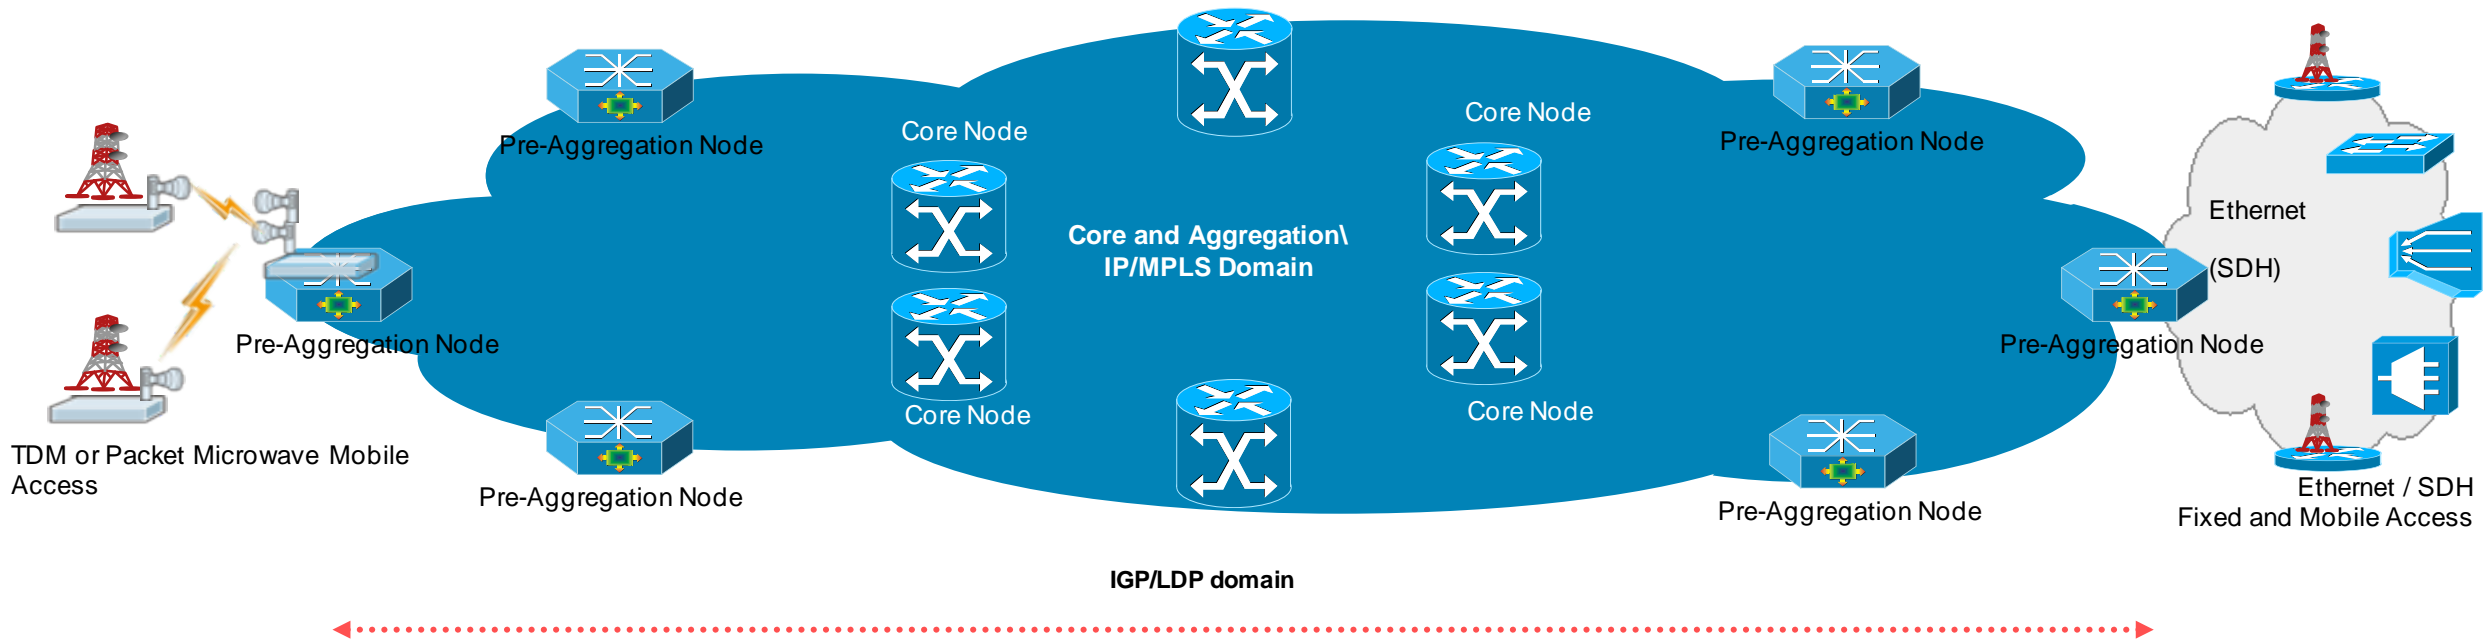 Core Node
Core Node
Pre-Aggregation Node
Pre-Aggregation Node
Core and Aggregation\
IP/MPLS Domain
Ethernet
(SDH)
Pre-Aggregation Node
Pre-Aggregation Node
Core Node
Core Node
TDM or Packet Microwave Mobile
Access
Pre-Aggregation Node
Pre-Aggregation Node
Ethernet / SDH
Fixed and Mobile Access
IGP/LDP domain